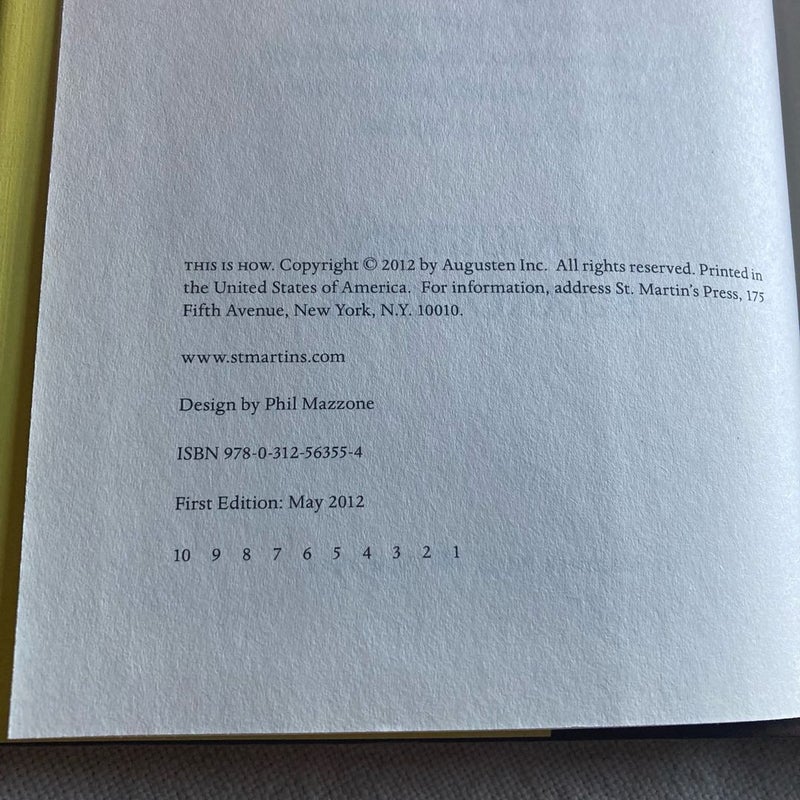 THIS IS HOW. Copyright © 2012 by Augusten Inc.  All rights reserved. Printed in
the United States of America.  For information, address St. Martin's Press, 175
Fifth Avenue, New York, N.Y. 10010.
www.stmartins.com
Design by Phil Mazzone
ISBN 978-0-312-56355-4
First Edition: May 2012
10 9 8 7 6 5 4 3 2 1